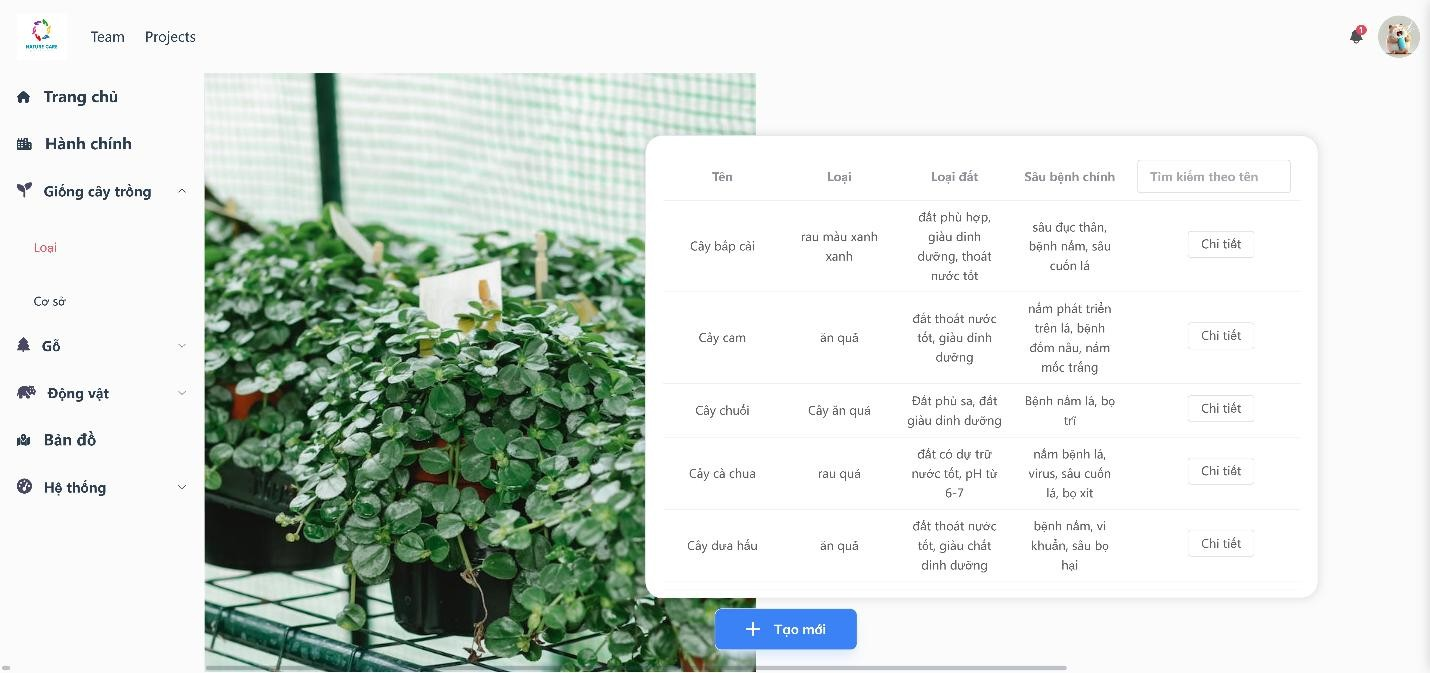 NATURE CARE
Team
Projects
1
Trang chủ
Hành chính
Giống cây trồng
Loại
Cơ sở
Gỗ
Động vật
Bản đồ
Hệ thống
Tên
Loại
Loại đất
Sâu bệnh chính
Tìm kiếm theo tên
Cây bắp cải
rau màu xanh
xanh
đất phù hợp,
giàu dinh
dưỡng, thoát
nước tốt
sâu đục thân,
bệnh nấm, sâu
cuốn lá
Chi tiết
Cây cam
ăn quả
đất thoát nước
tốt, giàu dinh
dưỡng
nấm phát triển
trên lá, bệnh
đốm nâu, nấm
mốc trắng
Chi tiết
Cây chuối
Cây ăn quả
Đất phù sa, đất
giàu dinh dưỡng
Bệnh nấm lá, bọ
trĩ
Chi tiết
Cây cà chua
rau quả
đất có dự trữ
nước tốt, pH từ
6-7
nấm bệnh lá,
virus, sâu cuốn
lá, bọ xít
Chi tiết
Cây dưa hấu
ăn quả
đất thoát nước
tốt, giàu chất
dinh dưỡng
bệnh nấm, vi
khuẩn, sâu bọ
hại
Chi tiết
Tạo mới